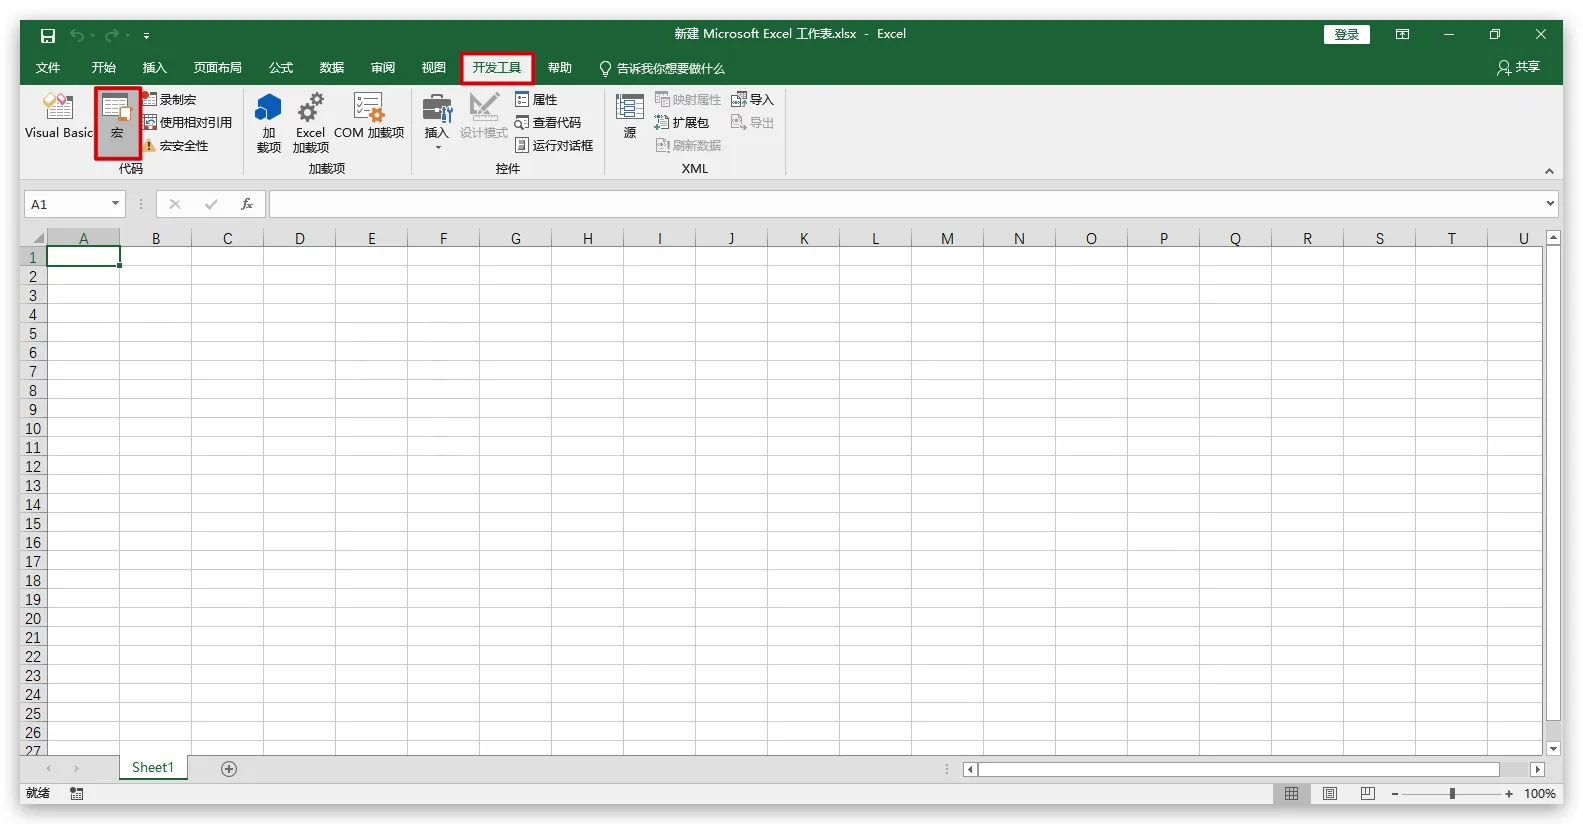 新建 Microsoft Excel 工作表.xlsx - Excel
登录
文件 开始 插入 页面布局 公式 数据 审阅 视图 开发工具 帮助 告诉我你想要做什么 共享
Visual Basic
宏
录制宏
使用相对引用
宏安全性
代码
加
载项
Excel
加载项
COM 加载项
加载项
插入
设计模式
属性
查看代码
运行对话框
控件
源
映射属性
扩展包
刷新数据
导入
导出
XML
A1
fx
A B C D E F G H I J K L M N O P Q R S T U
1
2
3
4
5
6
7
8
9
10
11
12
13
14
15
16
17
18
19
20
21
22
23
24
25
26
27
Sheet1
就绪
100%